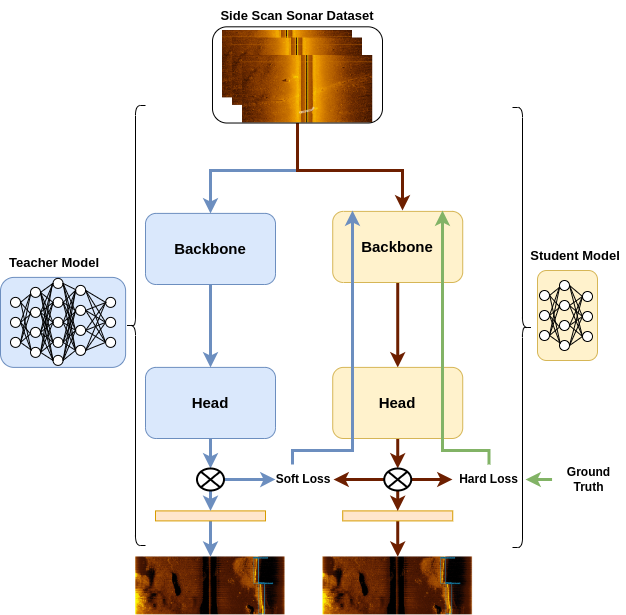 Side Scan Sonar Dataset
Teacher Model
Backbone
Backbone
Student Model
Head
Head
Soft Loss
Hard Loss
Ground
Truth